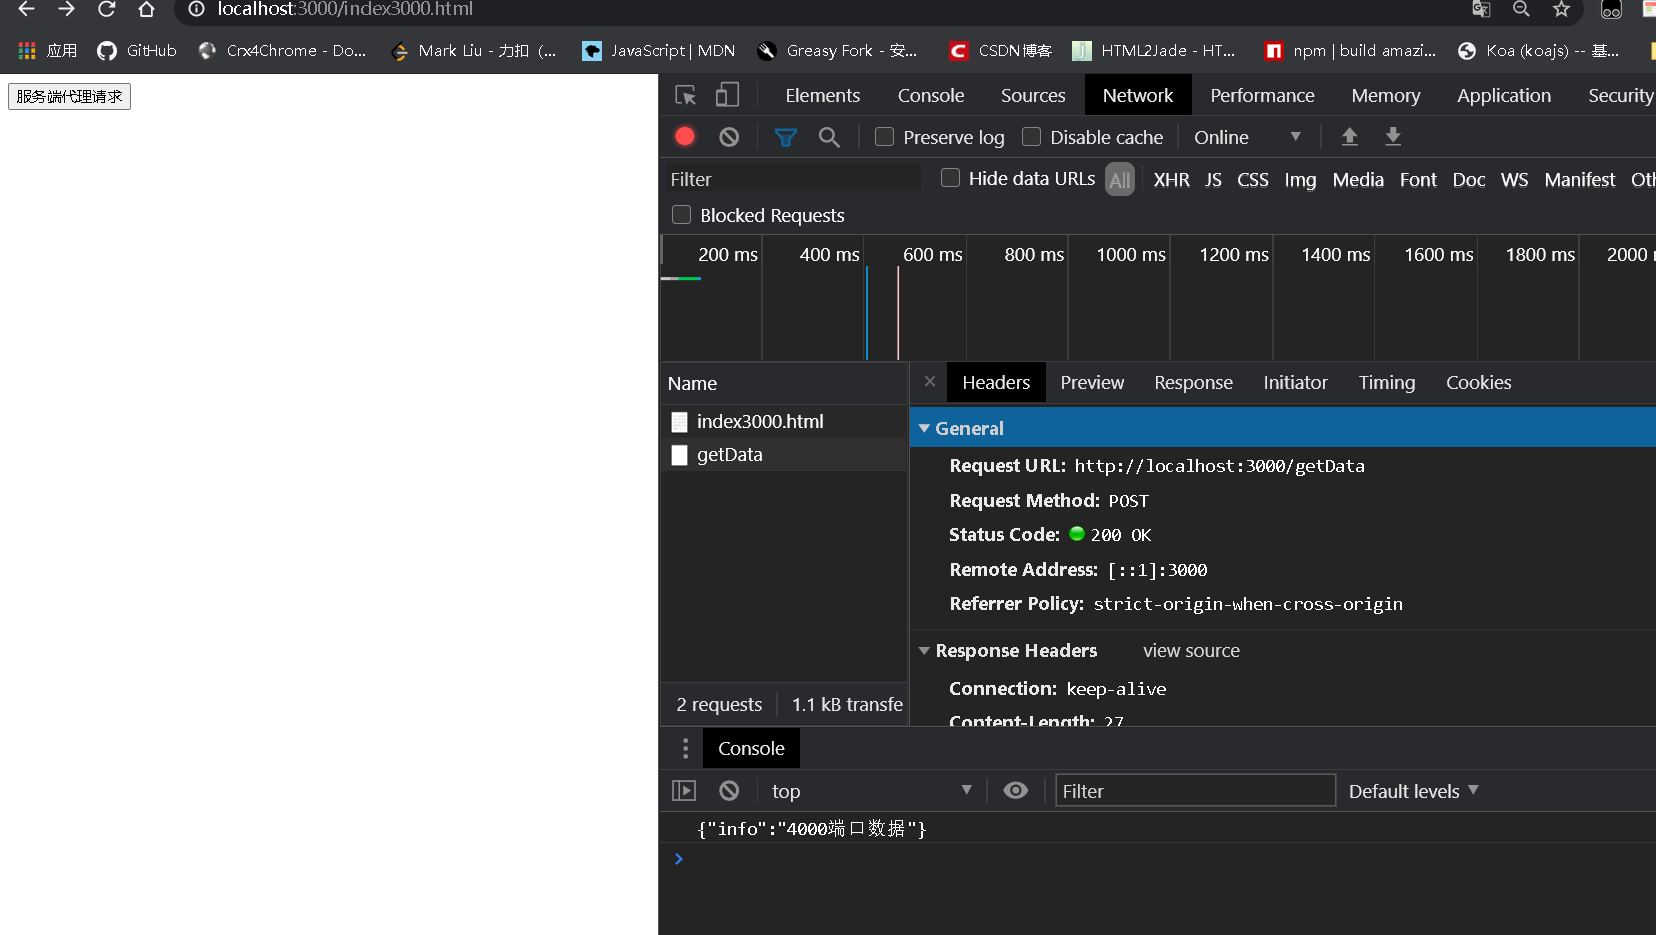 localhost:3000/index3000.html
应用 GitHub Crx4Chrome - Do... Mark Liu - 力扣 (... JavaScript | MDN Greasy Fork - 安... CSDN博客 HTML2Jade - HT... npm | build amazi... Koa (koajs) -- 基...
服务端代理请求
Elements Console Sources Network Performance Memory Application Security
Preserve log Disable cache Online
Filter Hide data URLs All XHR JS CSS Img Media Font Doc WS Manifest Oth
Blocked Requests
200 ms 400 ms 600 ms 800 ms 1000 ms 1200 ms 1400 ms 1600 ms 1800 ms 2000
Name
index3000.html
getData
2 requests 1.1 kB transfe
Headers Preview Response Initiator Timing Cookies
General
Request URL: http://localhost:3000/getData
Request Method: POST
Status Code: 200 OK
Remote Address: [::1]:3000
Referrer Policy: strict-origin-when-cross-origin
Response Headers view source
Connection: keep-alive
Content-Length: 27
Console
top Filter Default levels
{"info":"4000端口数据"}